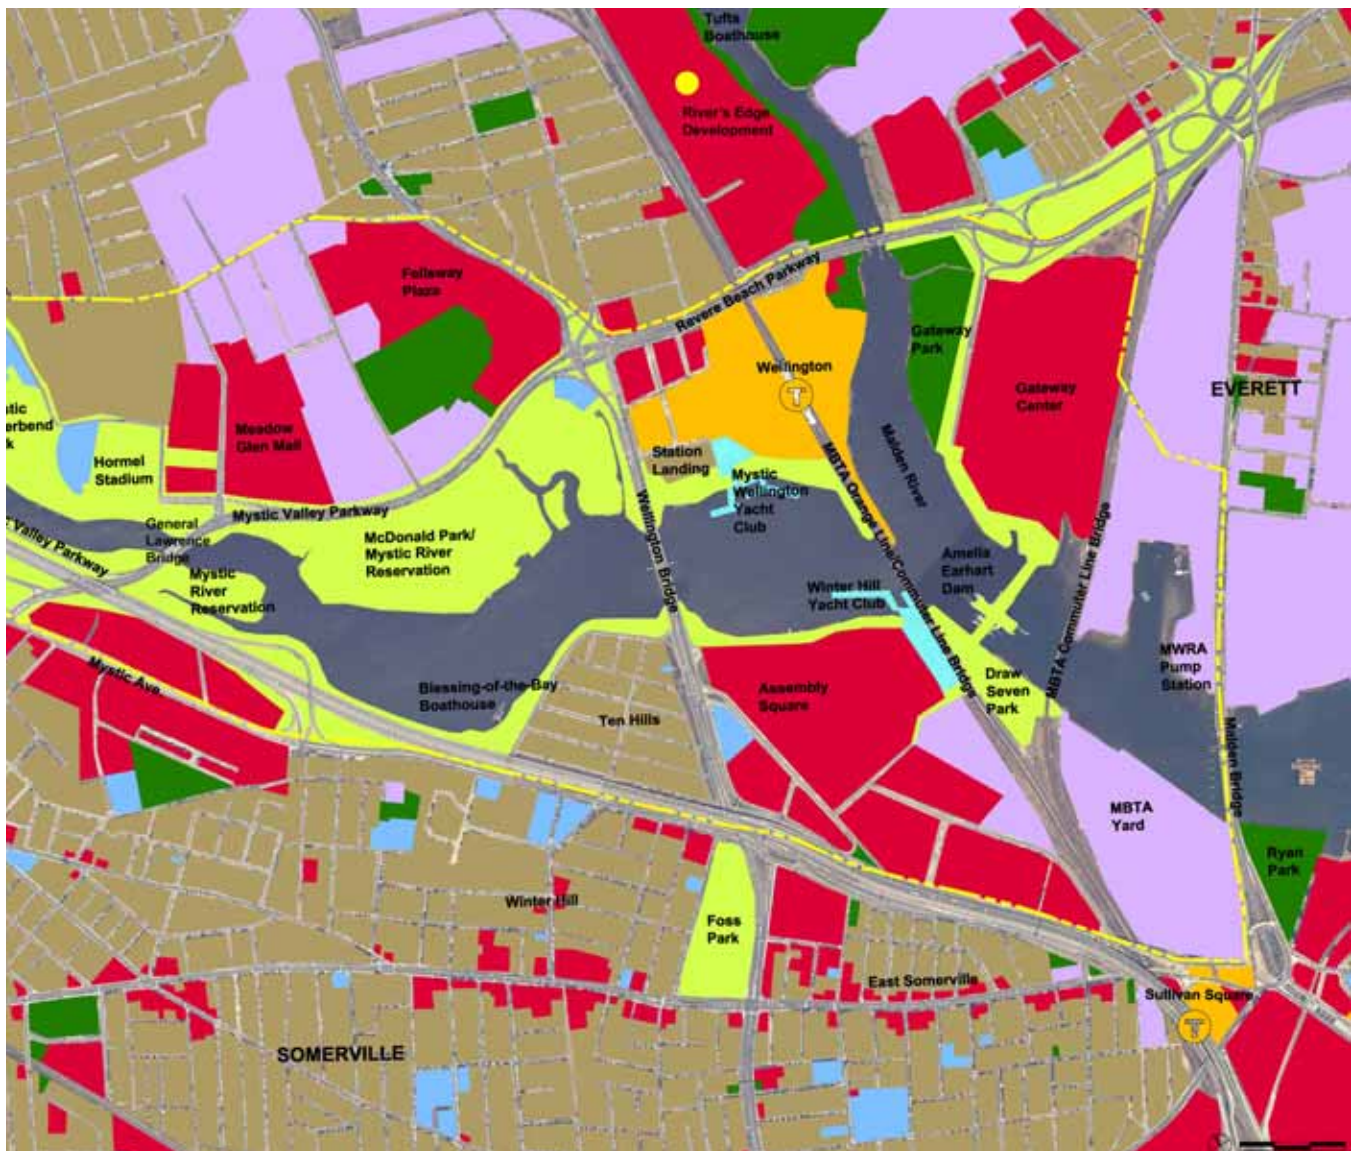 Tufts
Boathouse
River's Edge
Development
Fellsway
Plaza
Revere Beach Parkway
Gateway
Park
Wellington
T
Gateway
Center
EVERETT
Meadow
Glen Mall
Hormel
Stadium
Station
Landing
Mystic
Wellington
Yacht
Club
MBTA Orange Line/Commuter Line Bridge
Malden River
Mystic Valley Parkway
General
Lawrence
Bridge
Valley Parkway
McDonald Park/
Mystic River
Reservation
Mystic
River
Reservation
Wellington Bridge
Winter Hill
Yacht Club
Amelia
Earhart
Dam
MBTA Commuter Line Bridge
MWRA
Pump
Station
Mystic Ave
Blessing-of-the-Bay
Boathouse
Ten Hills
Assembly
Square
Draw
Seven
Park
Malden Bridge
MBTA
Yard
Ryan
Park
Winter Hill
Foss
Park
East Somerville
Sullivan Square
T
SOMERVILLE